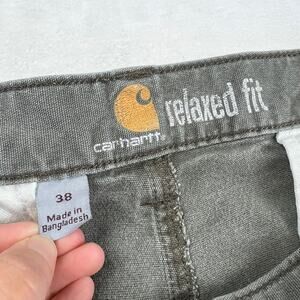 carhartt
relaxed fit
38
Made in
Bangladesh